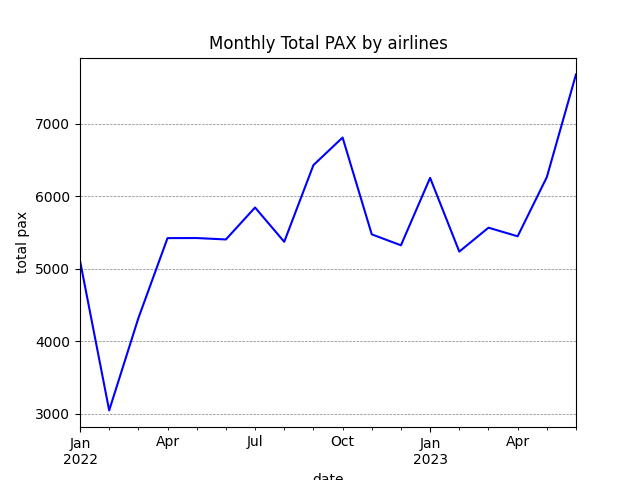 Monthly Total PAX by airlines
total pax
7000
6000
5000
4000
3000
Jan Apr Jul Oct Jan Apr
2022 2023
date